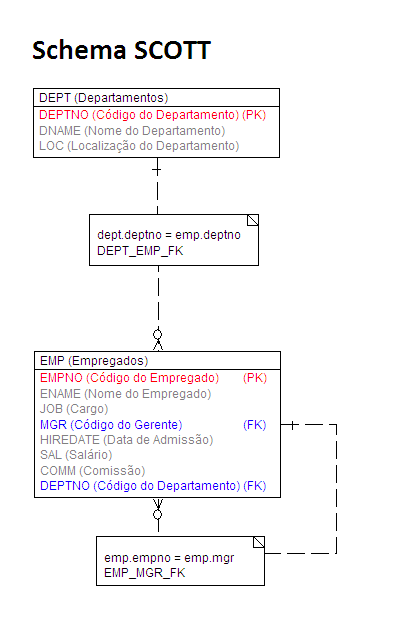 Schema SCOTT
DEPT (Departamentos)
DEPTNO (Código do Departamento) (PK)
DNAME (Nome do Departamento)
LOC (Localização do Departamento)
dept.deptno = emp.deptno
DEPT_EMP_FK
EMP (Empregados)
EMPNO (Código do Empregado) (PK)
ENAME (Nome do Empregado)
JOB (Cargo)
MGR (Código do Gerente) (FK)
HIREDATE (Data de Admissão)
SAL (Salário)
COMM (Comissão)
DEPTNO (Código do Departamento) (FK)
emp.empno = emp.mgr
EMP_MGR_FK